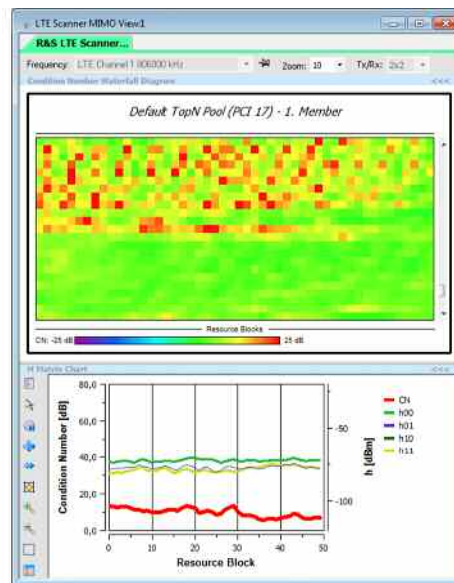 LTE Scanner MIMO View:1
R&S LTE Scanner...
Frequency: LTE Channel 1 806000 kHz Zoom: 10 Tx/Rx: 2x2
Condition Number Waterfall Diagram <<<
Default TopN Pool (PCI 17) - 1. Member
Resource Blocks
CN: -25 dB 25 dB
H Matrix Chart <<<
80,0
60,0
40,0
20,0
0,0
Condition Number [dB]
-50
-100
h [dBm]
CN
h00
h01
h10
h11
0 10 20 30 40 50
Resource Block